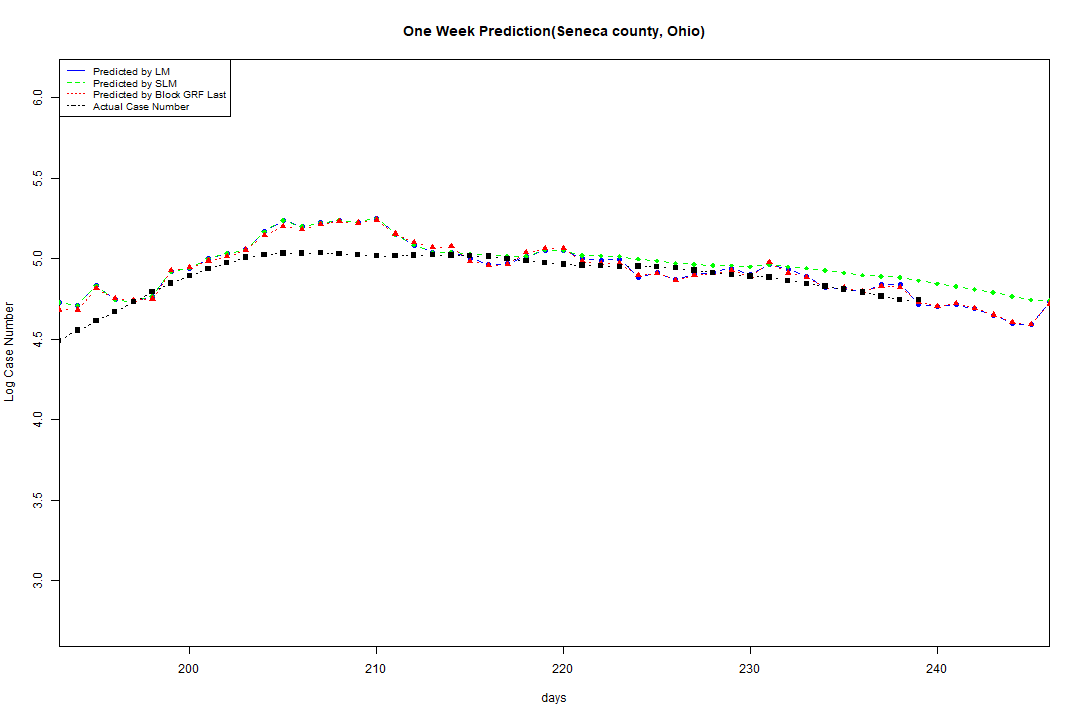 One Week Prediction(Seneca county, Ohio)
Predicted by LM
Predicted by SLM
Predicted by Block GRF Last
Actual Case Number
6.0
5.5
5.0
4.5
4.0
3.5
3.0
Log Case Number
200 210 220 230 240
days